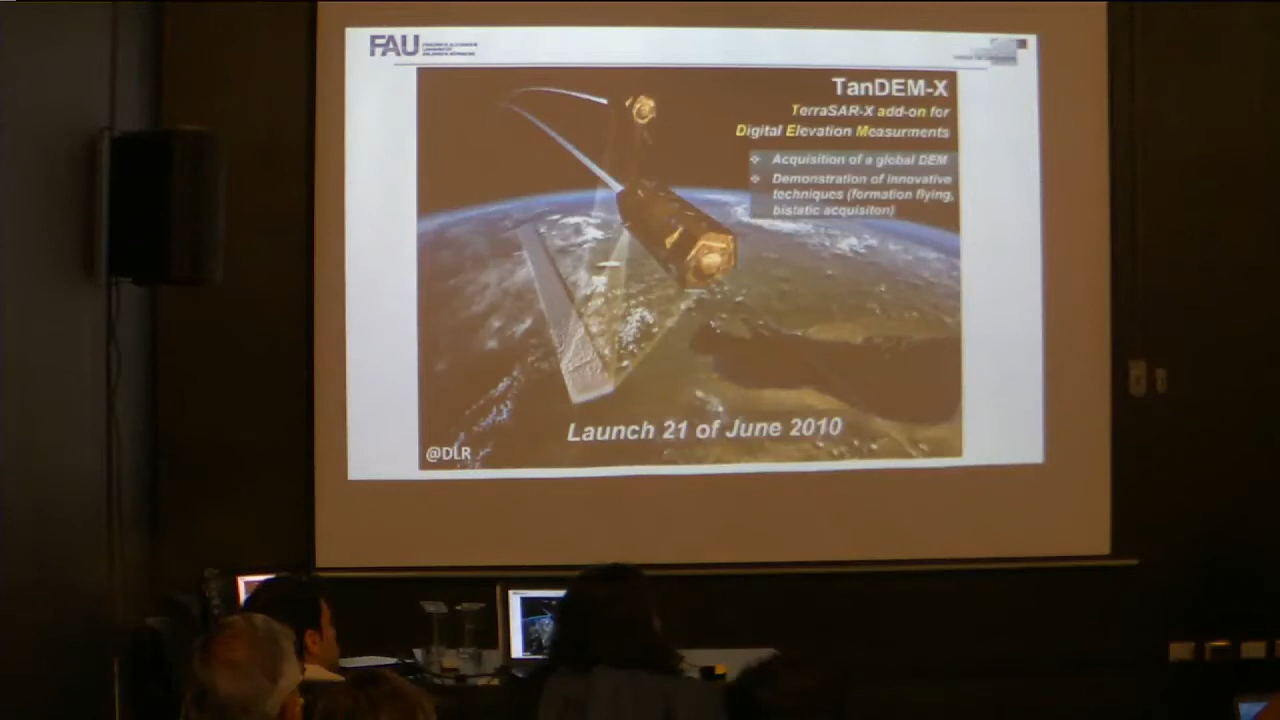 FAU
TanDEM-X
TerraSAR-X add-on for
Digital Elevation Measurments
❖ Acquisition of a global DEM
❖ Demonstration of innovative
techniques (formation flying,
bistatic acquisiton)
Launch 21 of June 2010
@DLR